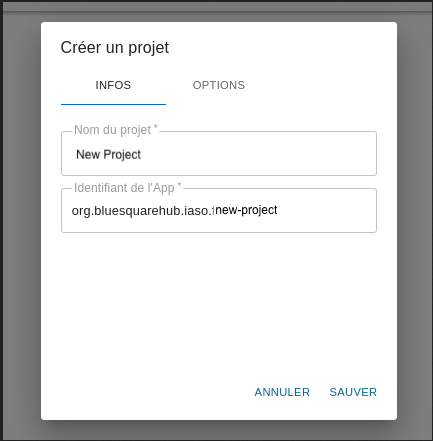 Créer un projet
INFOS OPTIONS
Nom du projet *
New Project
Identifiant de l'App *
org.bluesquarehub.iaso.new-project
ANNULER SAUVER